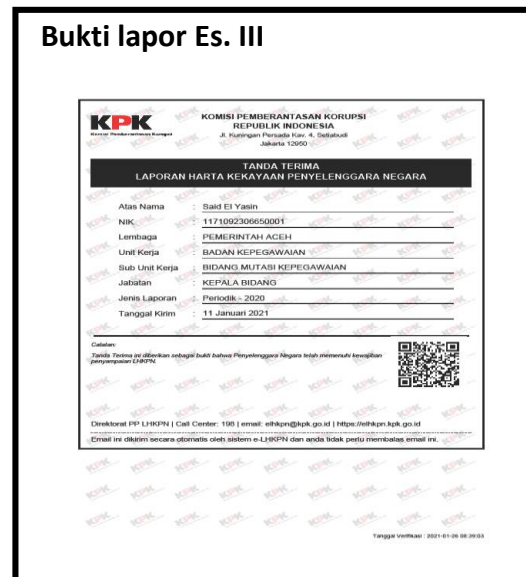 Bukti lapor Es. III
KPK
Komisi Pemberantasan Korupsi
KOMISI PEMBERANTASAN KORUPSI
REPUBLIK INDONESIA
Jl. Kuningan Persada Kav. 4, Setiabudi
Jakarta 12950
TANDA TERIMA
LAPORAN HARTA KEKAYAAN PENYELENGGARA NEGARA
Atas Nama : Said El Yasin
NIK : 1171092306650001
Lembaga : PEMERINTAH ACEH
Unit Kerja : BADAN KEPEGAWAIAN
Sub Unit Kerja : BIDANG MUTASI KEPEGAWAIAN
Jabatan : KEPALA BIDANG
Jenis Laporan : Periodik - 2020
Tanggal Kirim : 11 Januari 2021
Catatan:
Tanda Terima ini diberikan sebagai bukti bahwa Penyelenggara Negara telah memenuhi kewajiban
penyampaian LHKPN.
Direktorat PP LHKPN | Call Center: 198 | email: elhkpn@kpk.go.id | https://elhkpn.kpk.go.id
Email ini dikirim secara otomatis oleh sistem e-LHKPN dan anda tidak perlu membalas email ini.
Tanggal Verifikasi : 2021-01-26 08:39:03